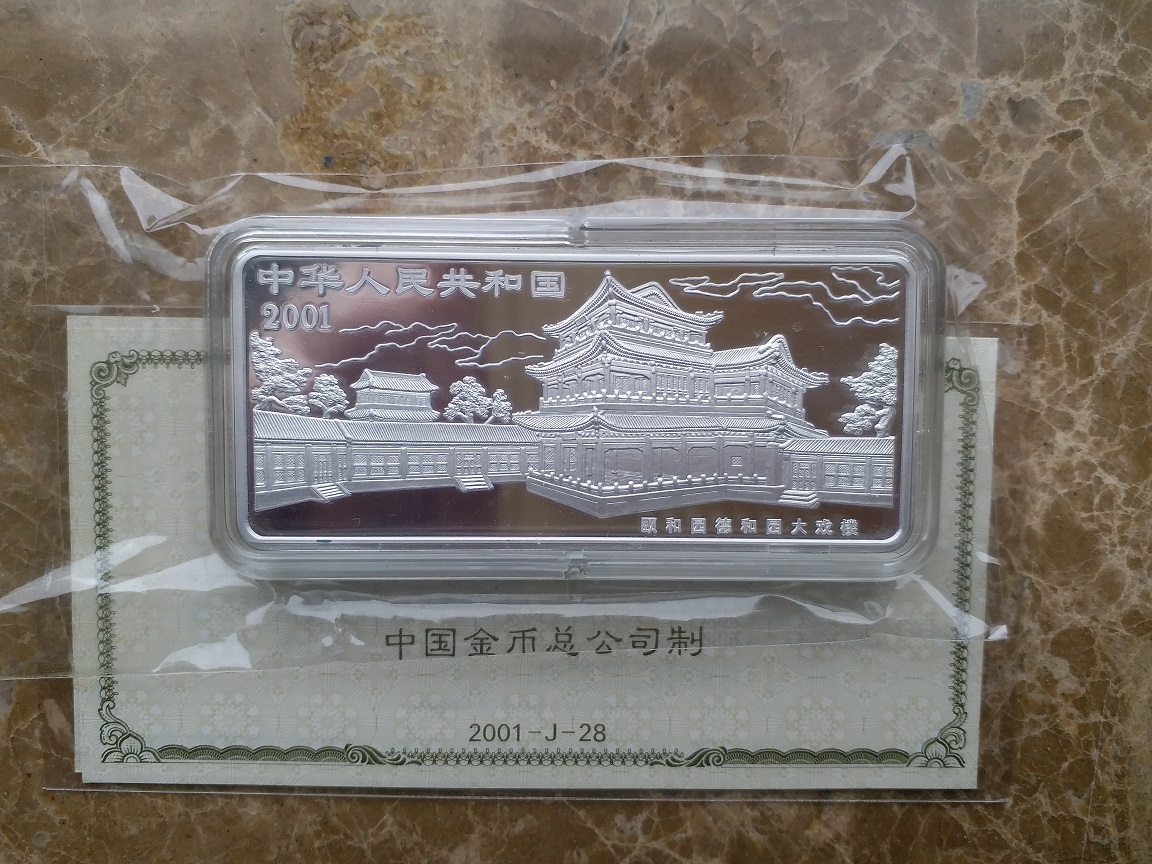 中华人民共和国
2001
颐和园德和园大戏楼
中国金币总公司制
2001-J-28